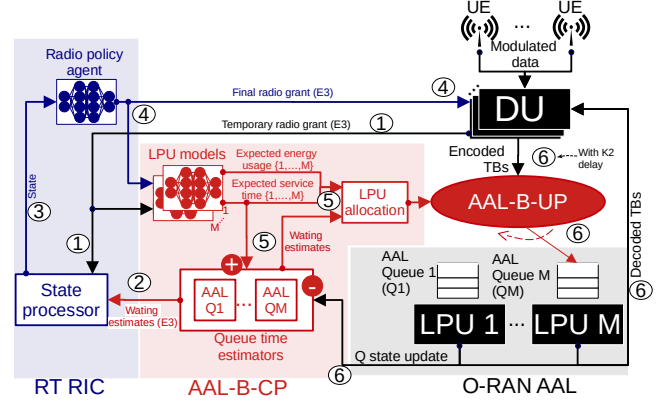 UE
...
UE
Modulated
data
Radio policy
agent
Final radio grant (E3)
4
4
DU
Temporary radio grant (E3)
1
Encoded
TBs
6
With K2
delay
LPU models
Expected energy
usage {1,...,M}
Expected service
time {1,...,M}
1
M
5
LPU
allocation
AAL-B-UP
State
3
1
5
Wating
estimates
6
Decoded TBs
6
State
processor
2
Wating
estimates (E3)
+
-
AAL
Q1
...
AAL
QM
Queue time
estimators
AAL
Queue 1
(Q1)
AAL
Queue M
(QM)
LPU 1
...
LPU M
Q state update
6
RT RIC
AAL-B-CP
O-RAN AAL